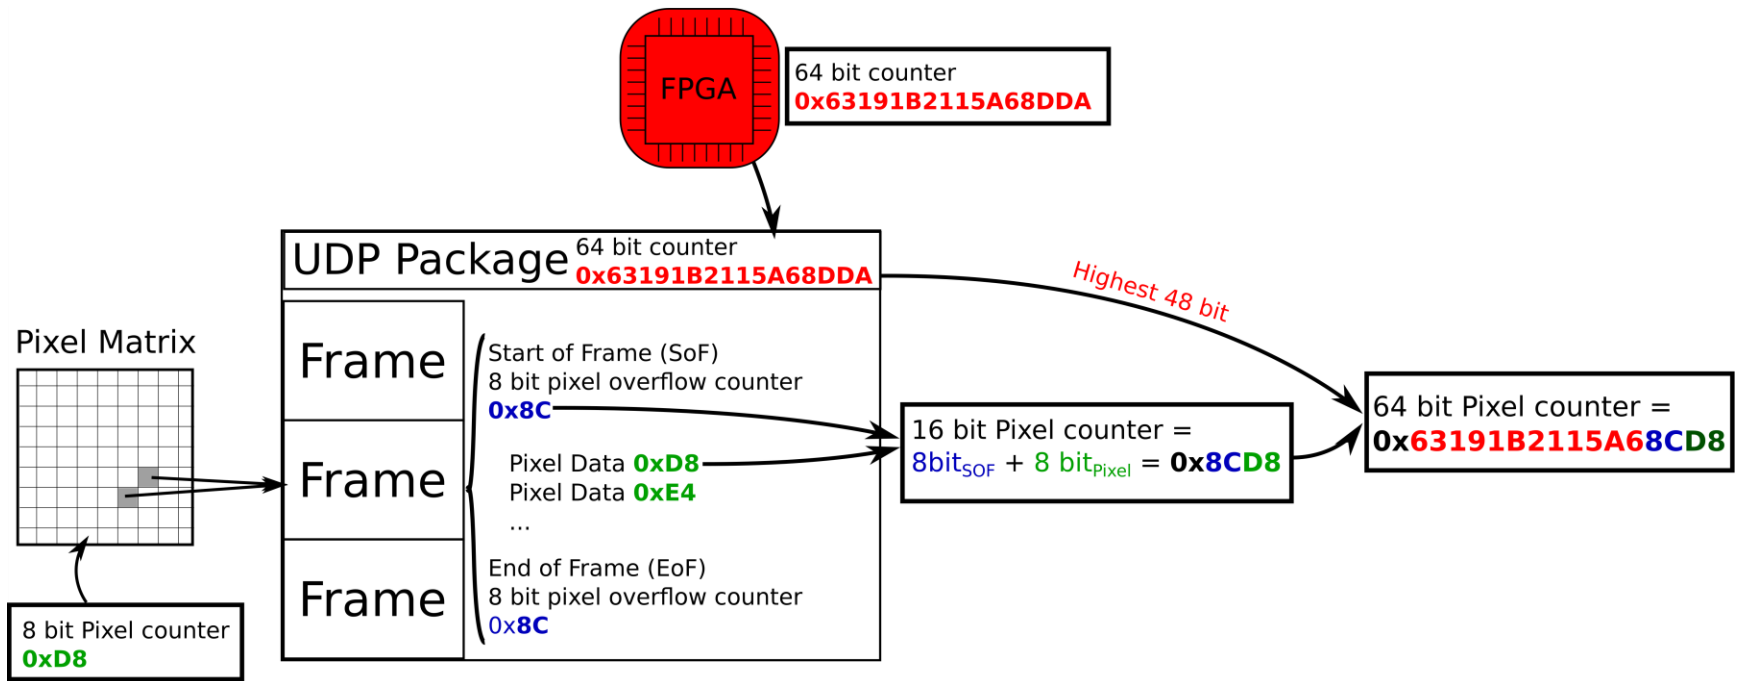 FPGA
64 bit counter
0x63191B2115A68DDA
UDP Package
64 bit counter
0x63191B2115A68DDA
Highest 48 bit
Pixel Matrix
Frame
Frame
Frame
Start of Frame (SoF)
8 bit pixel overflow counter
0x8C
Pixel Data 0xD8
Pixel Data 0xE4
...
End of Frame (EoF)
8 bit pixel overflow counter
0x8C
16 bit Pixel counter =
8bitSOF + 8 bitPixel = 0x8CD8
64 bit Pixel counter =
0x63191B2115A68CD8
8 bit Pixel counter
0xD8